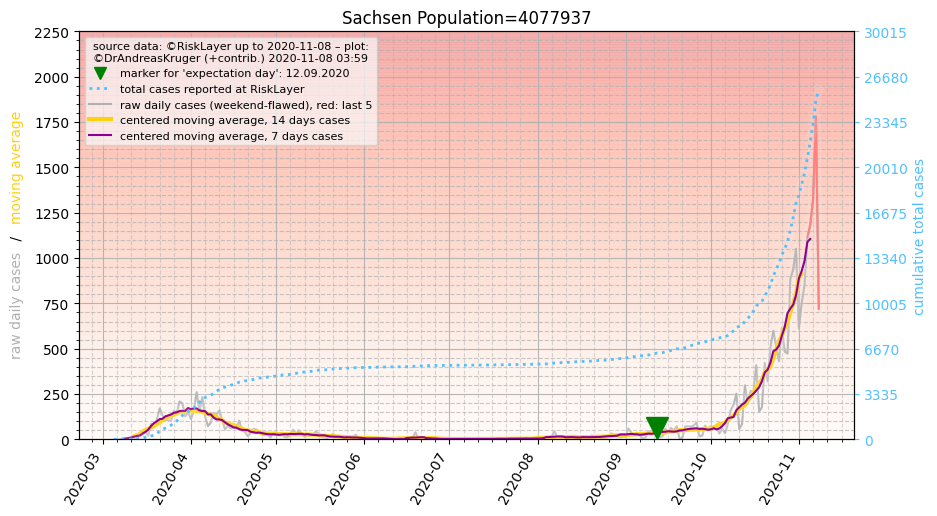 Sachsen Population=4077937
source data: ©RiskLayer up to 2020-11-08 – plot:
©DrAndreasKruger (+contrib.) 2020-11-08 03:59
marker for 'expectation day': 12.09.2020
total cases reported at RiskLayer
raw daily cases (weekend-flawed), red: last 5
centered moving average, 14 days cases
centered moving average, 7 days cases
raw daily cases / moving average
2250
2000
1750
1500
1250
1000
750
500
250
0
30015
26680
23345
20010
16675
13340
10005
6670
3335
0
cumulative total cases
2020-03
2020-04
2020-05
2020-06
2020-07
2020-08
2020-09
2020-10
2020-11